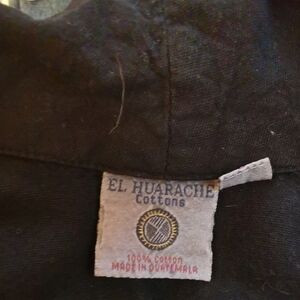 EL HUARACHE
Cottons
100% Cotton
MADE IN GUATEMALA